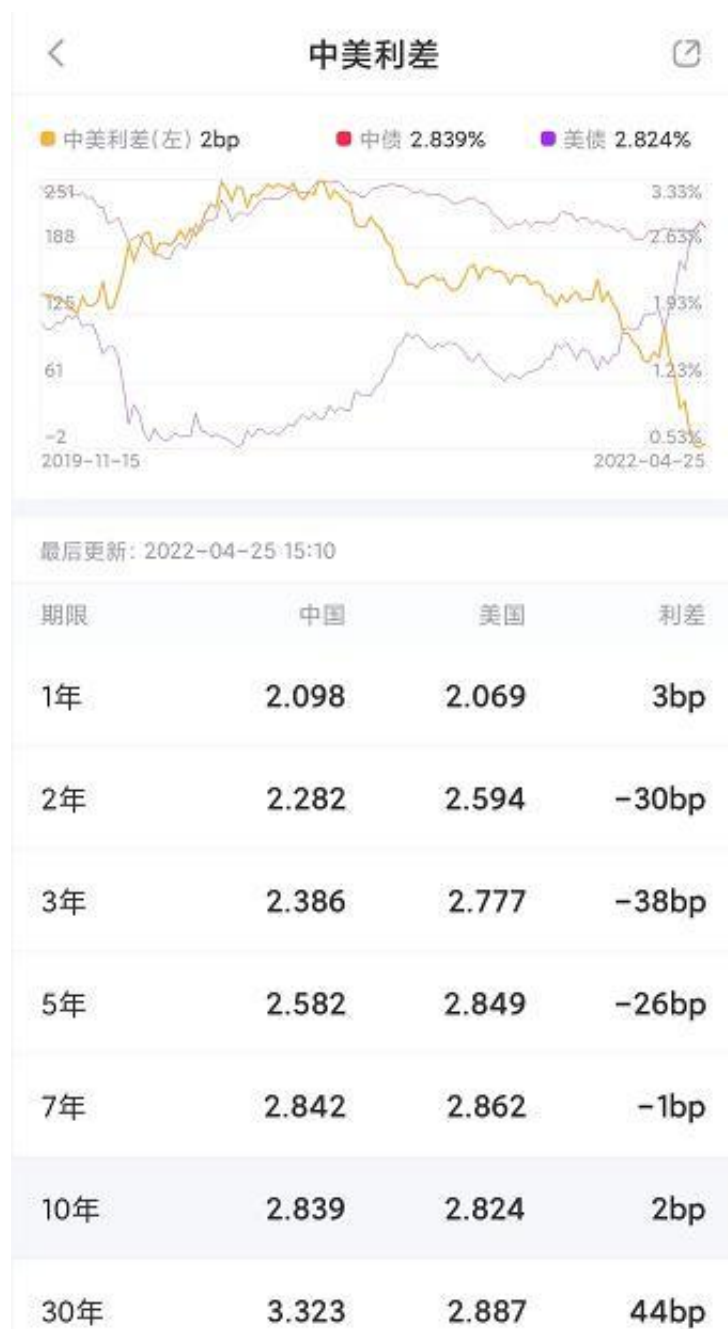 中美利差
中美利差(左) 2bp 中债 2.839% 美债 2.824%
251 3.33%
188 2.63%
125 1.93%
61 1.23%
-2 0.53%
2019-11-15 2022-04-25
最后更新: 2022-04-25 15:10
期限 中国 美国 利差
1年 2.098 2.069 3bp
2年 2.282 2.594 -30bp
3年 2.386 2.777 -38bp
5年 2.582 2.849 -26bp
7年 2.842 2.862 -1bp
10年 2.839 2.824 2bp
30年 3.323 2.887 44bp